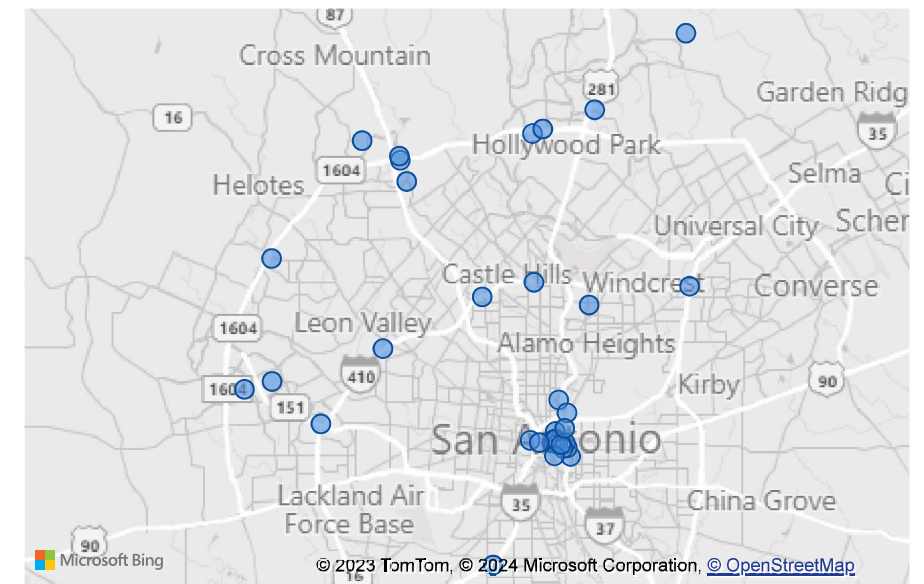 87
Cross Mountain
281
Garden Ridg
16
35
Hollywood Park
1604
Helotes
Selma
Ci
Universal City
Scher
Castle Hills
Windcrest
Converse
1604
Leon Valley
Alamo Heights
410
1604
151
Kirby
90
San Antonio
Lackland Air
Force Base
35
China Grove
37
90
Microsoft Bing
16
© 2023 TomTom, © 2024 Microsoft Corporation, © OpenStreetMap